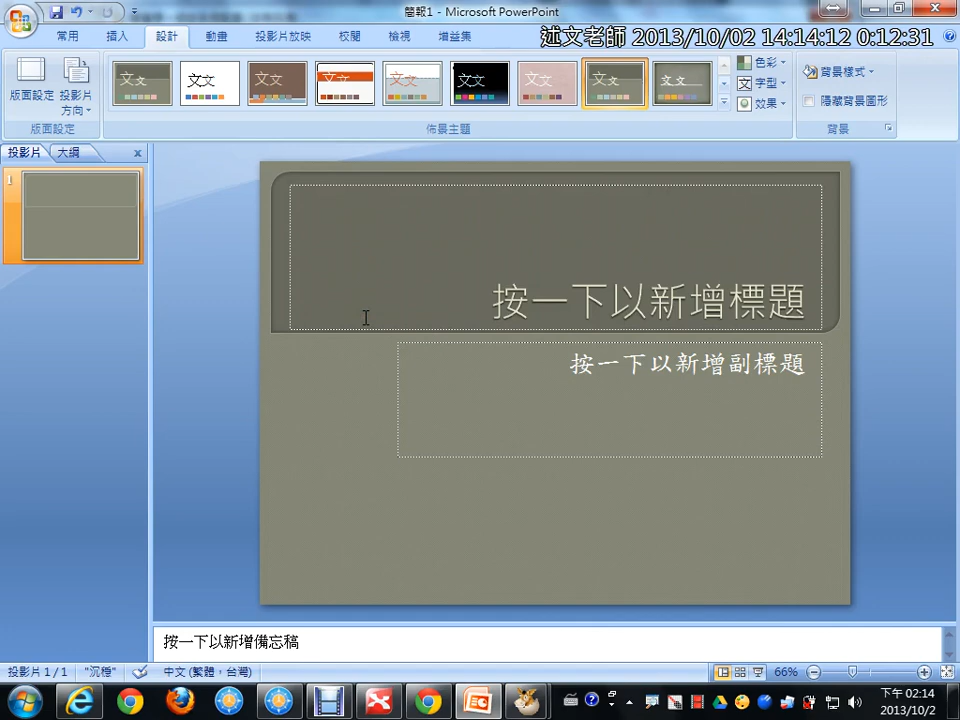 簡報1 - Microsoft PowerPoint
常用 插入 設計 動畫 投影片放映 校閱 檢視 增益集
述文老師 2013/10/02 14:14:12 0:12:31
版面設定 投影片方向
文文 文文 文文 文文 文文 文文 文文 文文 文文
色彩
字型
效果
背景樣式
隱藏背景圖形
版面設定 佈景主題 背景
投影片 大綱 x
1
按一下以新增標題
按一下以新增副標題
按一下以新增備忘稿
投影片 1 / 1 "沉穩" 中文 (繁體，台灣) 66%
下午 02:14
2013/10/2